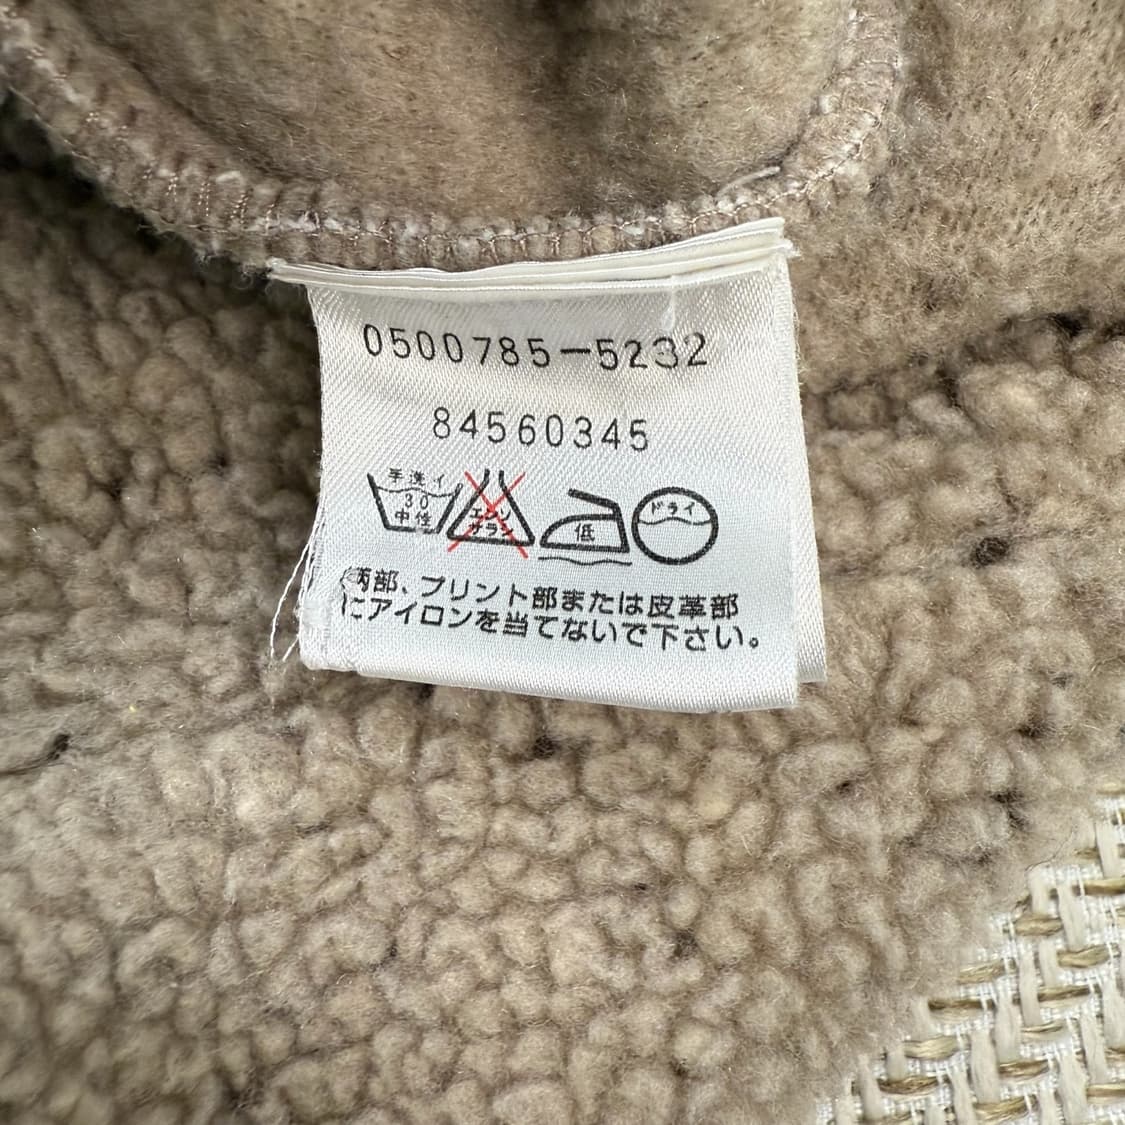 0500785-5232
84560345
手洗イ
30
中性
エンソ
サラシ
低
ドライ
柄部、プリント部または皮革部
にアイロンを当てないで下さい。